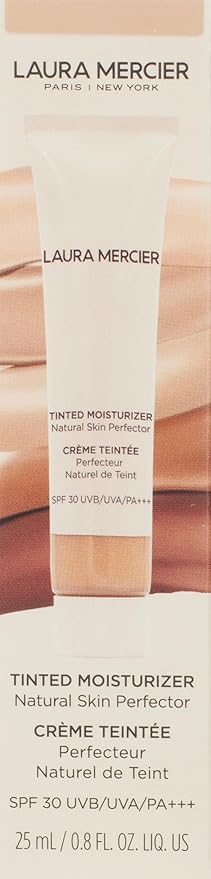 LAURA MERCIER
PARIS | NEW YORK
LAURA MERCIER
TINTED MOISTURIZER
Natural Skin Perfector
CRÈME TEINTÉE
Perfecteur
Naturel de Teint
SPF 30 UVB/UVA/PA+++
TINTED MOISTURIZER
Natural Skin Perfector
CRÈME TEINTÉE
Perfecteur
Naturel de Teint
SPF 30 UVB/UVA/PA+++
25 mL / 0.8 FL. OZ. LIQ. US